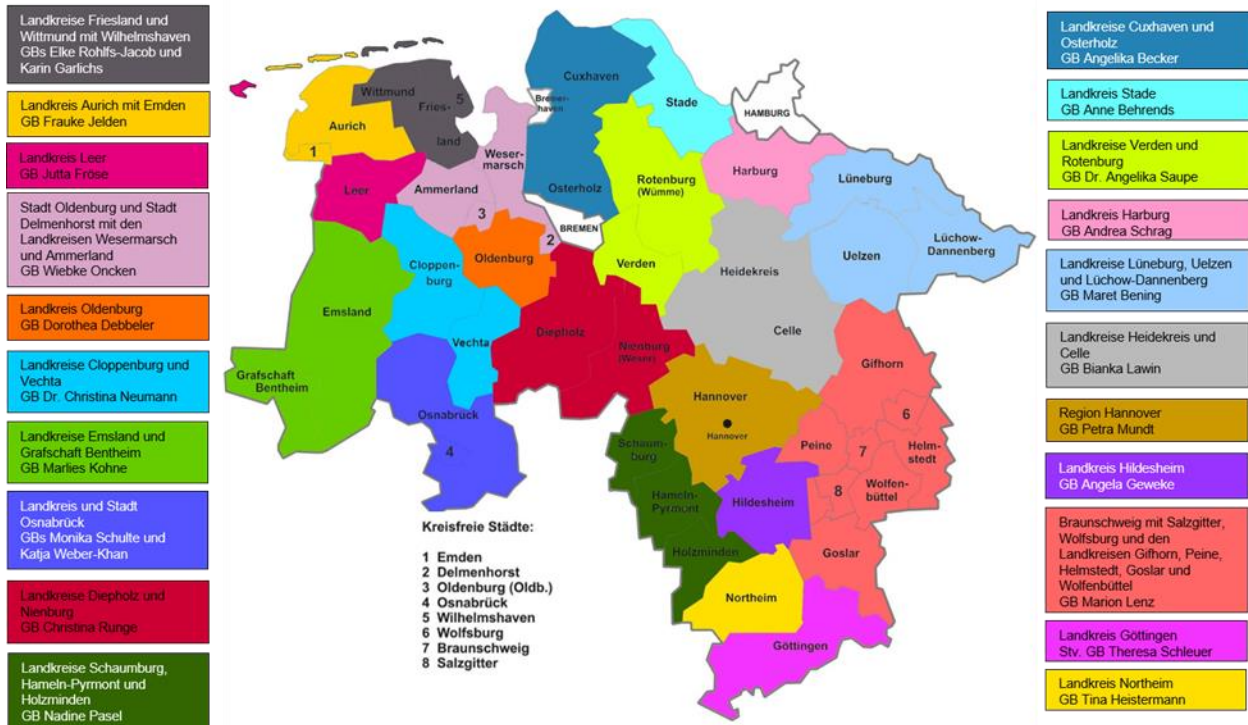 Landkreise Friesland und
Wittmund mit Wilhelmshaven
GBs Elke Rohlfs-Jacob und
Karin Garlichs
Landkreis Aurich mit Emden
GB Frauke Jelden
Landkreis Leer
GB Jutta Fröse
Stadt Oldenburg und Stadt
Delmenhorst mit den
Landkreisen Wesermarsch
und Ammerland
GB Wiebke Oncken
Landkreis Oldenburg
GB Dorothea Debbeler
Landkreise Cloppenburg und
Vechta
GB Dr. Christina Neumann
Landkreise Emsland und
Grafschaft Bentheim
GB Marlies Kohne
Landkreis und Stadt
Osnabrück
GBs Monika Schulte und
Katja Weber-Khan
Landkreise Diepholz und
Nienburg
GB Christina Runge
Landkreise Schaumburg,
Hameln-Pyrmont und
Holzminden
GB Nadine Pasel
Cuxhaven
Wittmund
Fries-
land
5
Bremer-
haven
Stade
HAMBURG
Aurich
1
Weser-
marsch
Leer
Ammerland
3
Osterholz
Rotenburg
(Wümme)
Harburg
Lüneburg
BREMEN
2
Oldenburg
Cloppen-
burg
Verden
Heidekreis
Uelzen
Lüchow-
Dannenberg
Emsland
Vechta
Diepholz
Nienburg
(Weser)
Celle
Gifhorn
Grafschaft
Bentheim
Osnabrück
4
Hannover
Hannover
6
Schaum-
burg
Peine
7
Helm-
stedt
Hameln-
Pyrmont
Hildesheim
8
Wolfen-
büttel
Holzminden
Goslar
Northeim
Göttingen
Kreisfreie Städte:
1 Emden
2 Delmenhorst
3 Oldenburg (Oldb.)
4 Osnabrück
5 Wilhelmshaven
6 Wolfsburg
7 Braunschweig
8 Salzgitter
Landkreise Cuxhaven und
Osterholz
GB Angelika Becker
Landkreis Stade
GB Anne Behrends
Landkreise Verden und
Rotenburg
GB Dr. Angelika Saupe
Landkreis Harburg
GB Andrea Schrag
Landkreise Lüneburg, Uelzen
und Lüchow-Dannenberg
GB Maret Bening
Landkreise Heidekreis und
Celle
GB Bianka Lawin
Region Hannover
GB Petra Mundt
Landkreis Hildesheim
GB Angela Geweke
Braunschweig mit Salzgitter,
Wolfsburg und den
Landkreisen Gifhorn, Peine,
Helmstedt, Goslar und
Wolfenbüttel
GB Marion Lenz
Landkreis Göttingen
Stv. GB Theresa Schleuer
Landkreis Northeim
GB Tina Heistermann